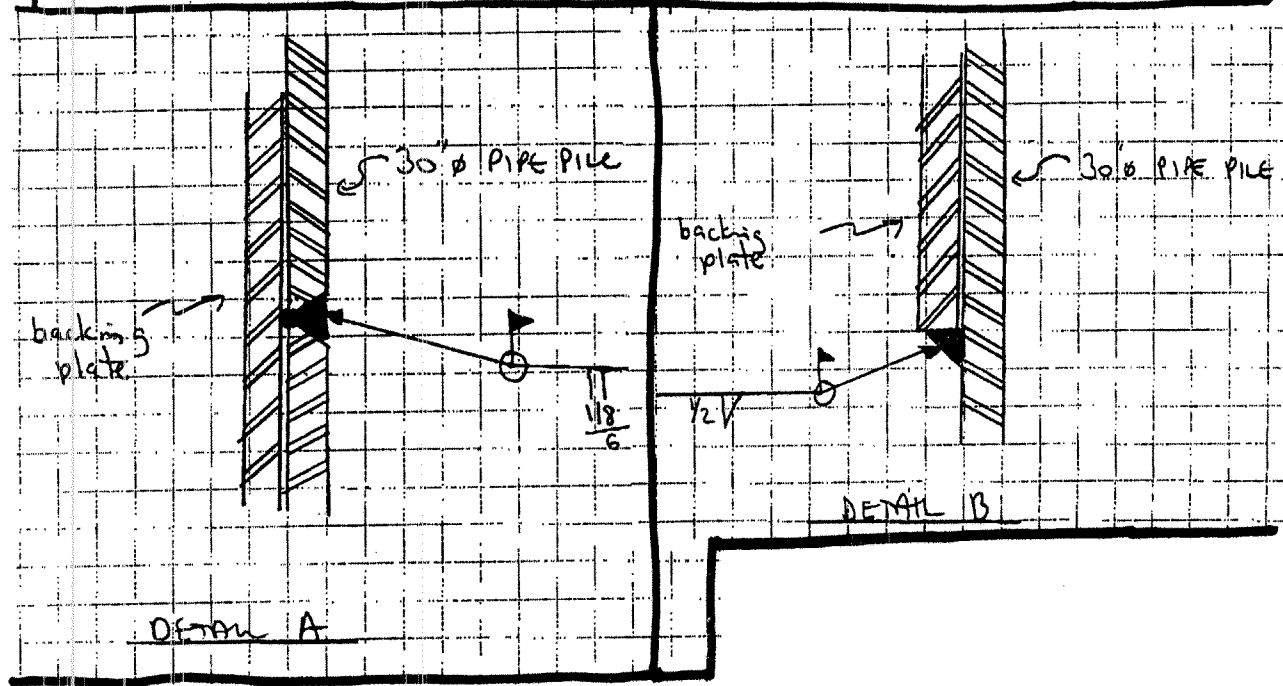 30"ø PIPE PILE
backing
plate
1/8
6
DETAIL A
30"ø PIPE PILE
backing
plate
1/2
DETAIL B